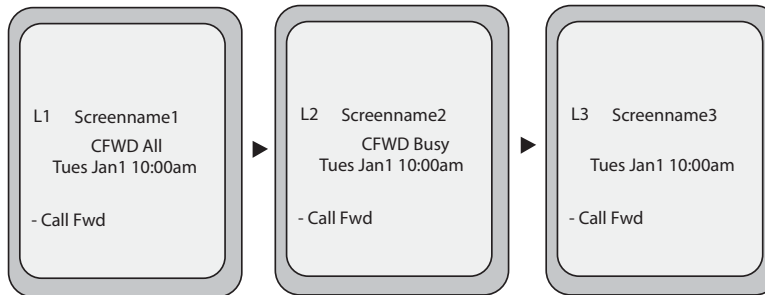 L1 Screenname1
CFWD All
Tues Jan1 10:00am
- Call Fwd
L2 Screenname2
CFWD Busy
Tues Jan1 10:00am
- Call Fwd
L3 Screenname3
Tues Jan1 10:00am
- Call Fwd